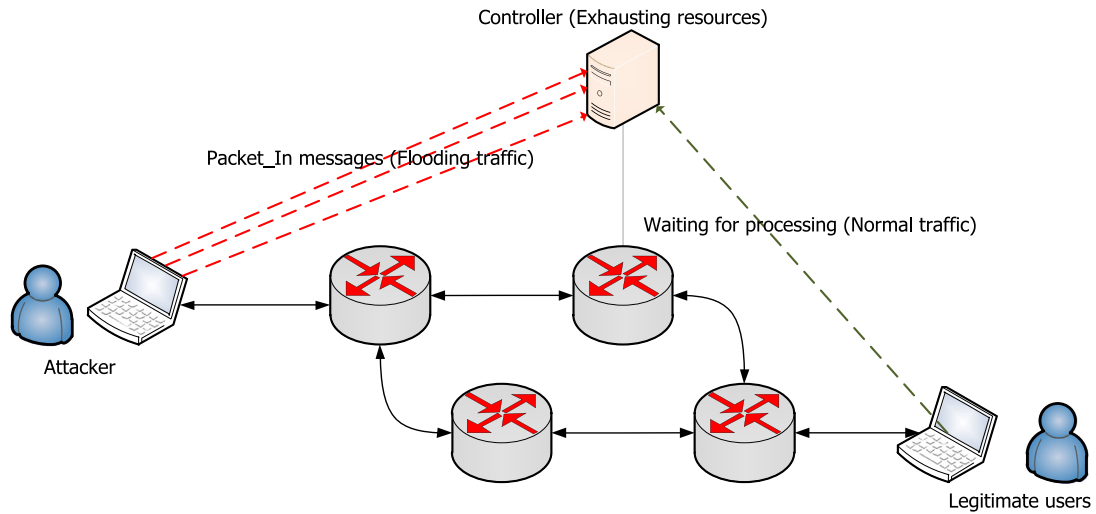 Controller (Exhausting resources)
Packet_In messages (Flooding traffic)
Waiting for processing (Normal traffic)
Attacker
Legitimate users